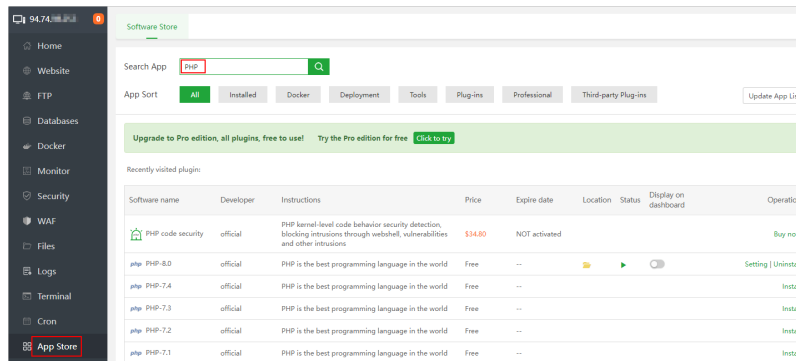 94.74.
0
Software Store
Home
Website
FTP
Databases
Docker
Monitor
Security
WAF
Files
Logs
Terminal
Cron
App Store
Search App PHP
App Sort All Installed Docker Deployment Tools Plug-ins Professional Third-party Plug-ins Update App
Upgrade to Pro edition, all plugins, free to use! Try the Pro edition for free Click to try
Recently visited plugin:
Software name Developer Instructions Price Expire date Location Status Display on dashboard
PHP code security official PHP kernel-level code behavior security detection, blocking intrusions through webshell, vulnerabilities and other intrusions $34.80 NOT activated Buy
php PHP-8.0 official PHP is the best programming language in the world Free -- Setting |
php PHP-7.4 official PHP is the best programming language in the world Free --
php PHP-7.3 official PHP is the best programming language in the world Free --
php PHP-7.2 official PHP is the best programming language in the world Free --
php PHP-7.1 official PHP is the best programming language in the world Free --